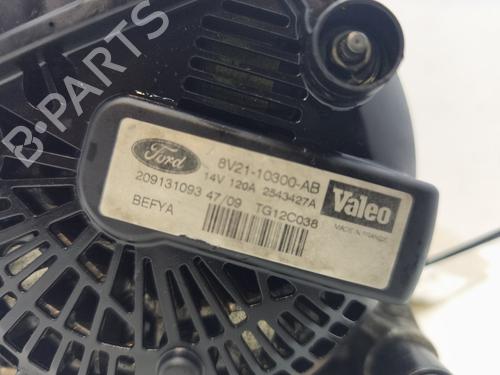 B-PARTS
Ford
8V21-10300-AB
14V 120A 2543427A
209131093 47/09 TG12C038
BEFYA
Valeo
MADE IN FRANCE